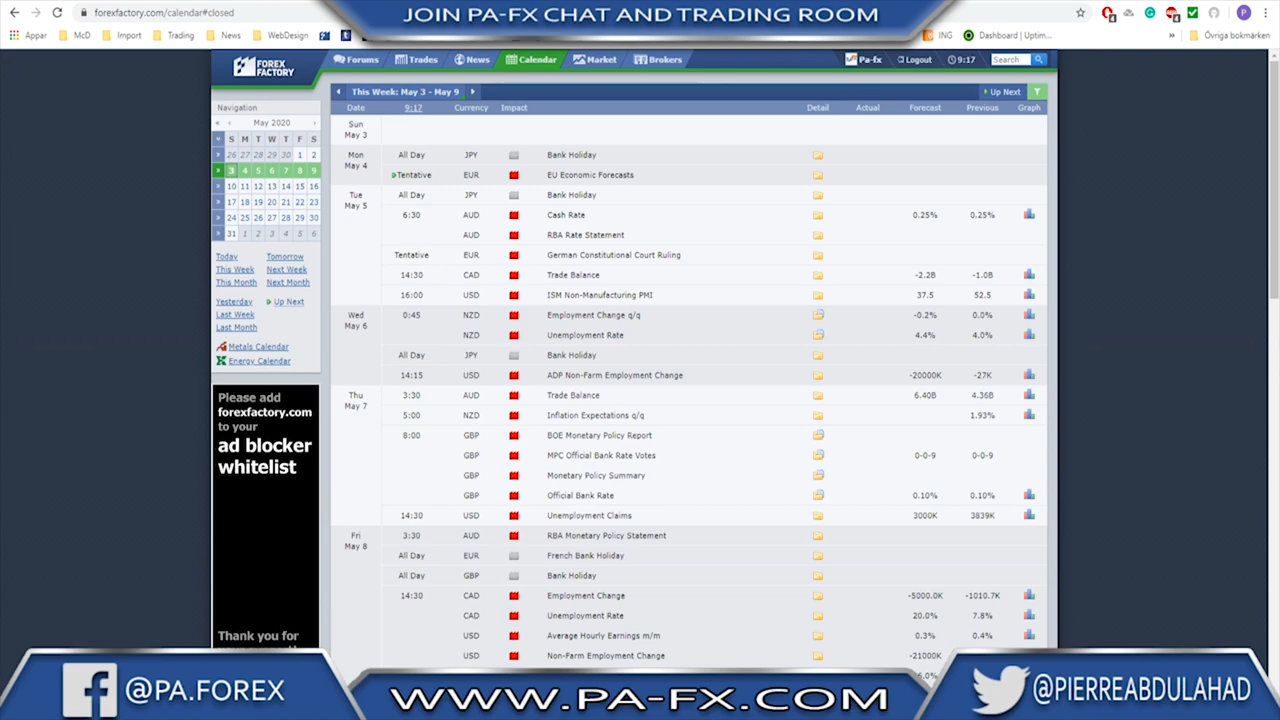 forexfactory.com/calendar#closed
JOIN PA-FX CHAT AND TRADING ROOM
Appar McD Import Trading News WebDesign ING Dashboard | Uptim... » Övriga bokmärken
FOREX FACTORY
Forums Trades News Calendar Market Brokers Pa-fx Logout 9:17 Search
Navigation
« ‹ May 2020 ›
S M T W T F S
26 27 28 29 30 1 2
3 4 5 6 7 8 9
10 11 12 13 14 15 16
17 18 19 20 21 22 23
24 25 26 27 28 29 30
31 1 2 3 4 5 6
Today Tomorrow
This Week Next Week
This Month Next Month
Yesterday Up Next
Last Week
Last Month
Metals Calendar
Energy Calendar
Please add
forexfactory.com
to your
ad blocker
whitelist
Thank you for
This Week: May 3 - May 9 Up Next
Date 9:17 Currency Impact Detail Actual Forecast Previous Graph
Sun
May 3
Mon
May 4
All Day JPY Bank Holiday
Tentative EUR EU Economic Forecasts
Tue
May 5
All Day JPY Bank Holiday
6:30 AUD Cash Rate 0.25% 0.25%
AUD RBA Rate Statement
Tentative EUR German Constitutional Court Ruling
14:30 CAD Trade Balance -2.2B -1.0B
16:00 USD ISM Non-Manufacturing PMI 37.5 52.5
Wed
May 6
0:45 NZD Employment Change q/q -0.2% 0.0%
NZD Unemployment Rate 4.4% 4.0%
All Day JPY Bank Holiday
14:15 USD ADP Non-Farm Employment Change -20000K -27K
Thu
May 7
3:30 AUD Trade Balance 6.40B 4.36B
5:00 NZD Inflation Expectations q/q 1.93%
8:00 GBP BOE Monetary Policy Report
GBP MPC Official Bank Rate Votes 0-0-9 0-0-9
GBP Monetary Policy Summary
GBP Official Bank Rate 0.10% 0.10%
14:30 USD Unemployment Claims 3000K 3839K
Fri
May 8
3:30 AUD RBA Monetary Policy Statement
All Day EUR French Bank Holiday
All Day GBP Bank Holiday
14:30 CAD Employment Change -5000.0K -1010.7K
CAD Unemployment Rate 20.0% 7.8%
USD Average Hourly Earnings m/m 0.3% 0.4%
USD Non-Farm Employment Change -21000K
@PA.FOREX
WWW.PA-FX.COM
@PIERREABDULAHAD